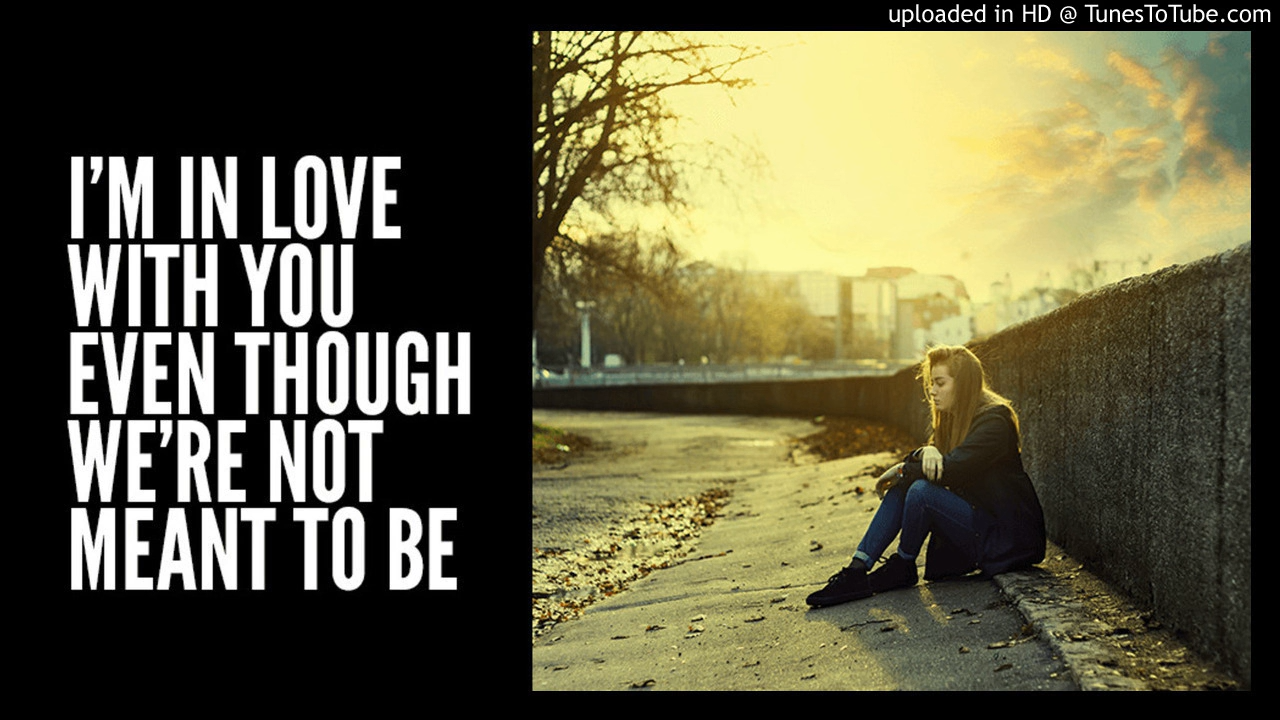 uploaded in HD @ TunesToTube.com
I'M IN LOVE
WITH YOU
EVEN THOUGH
WE'RE NOT
MEANT TO BE